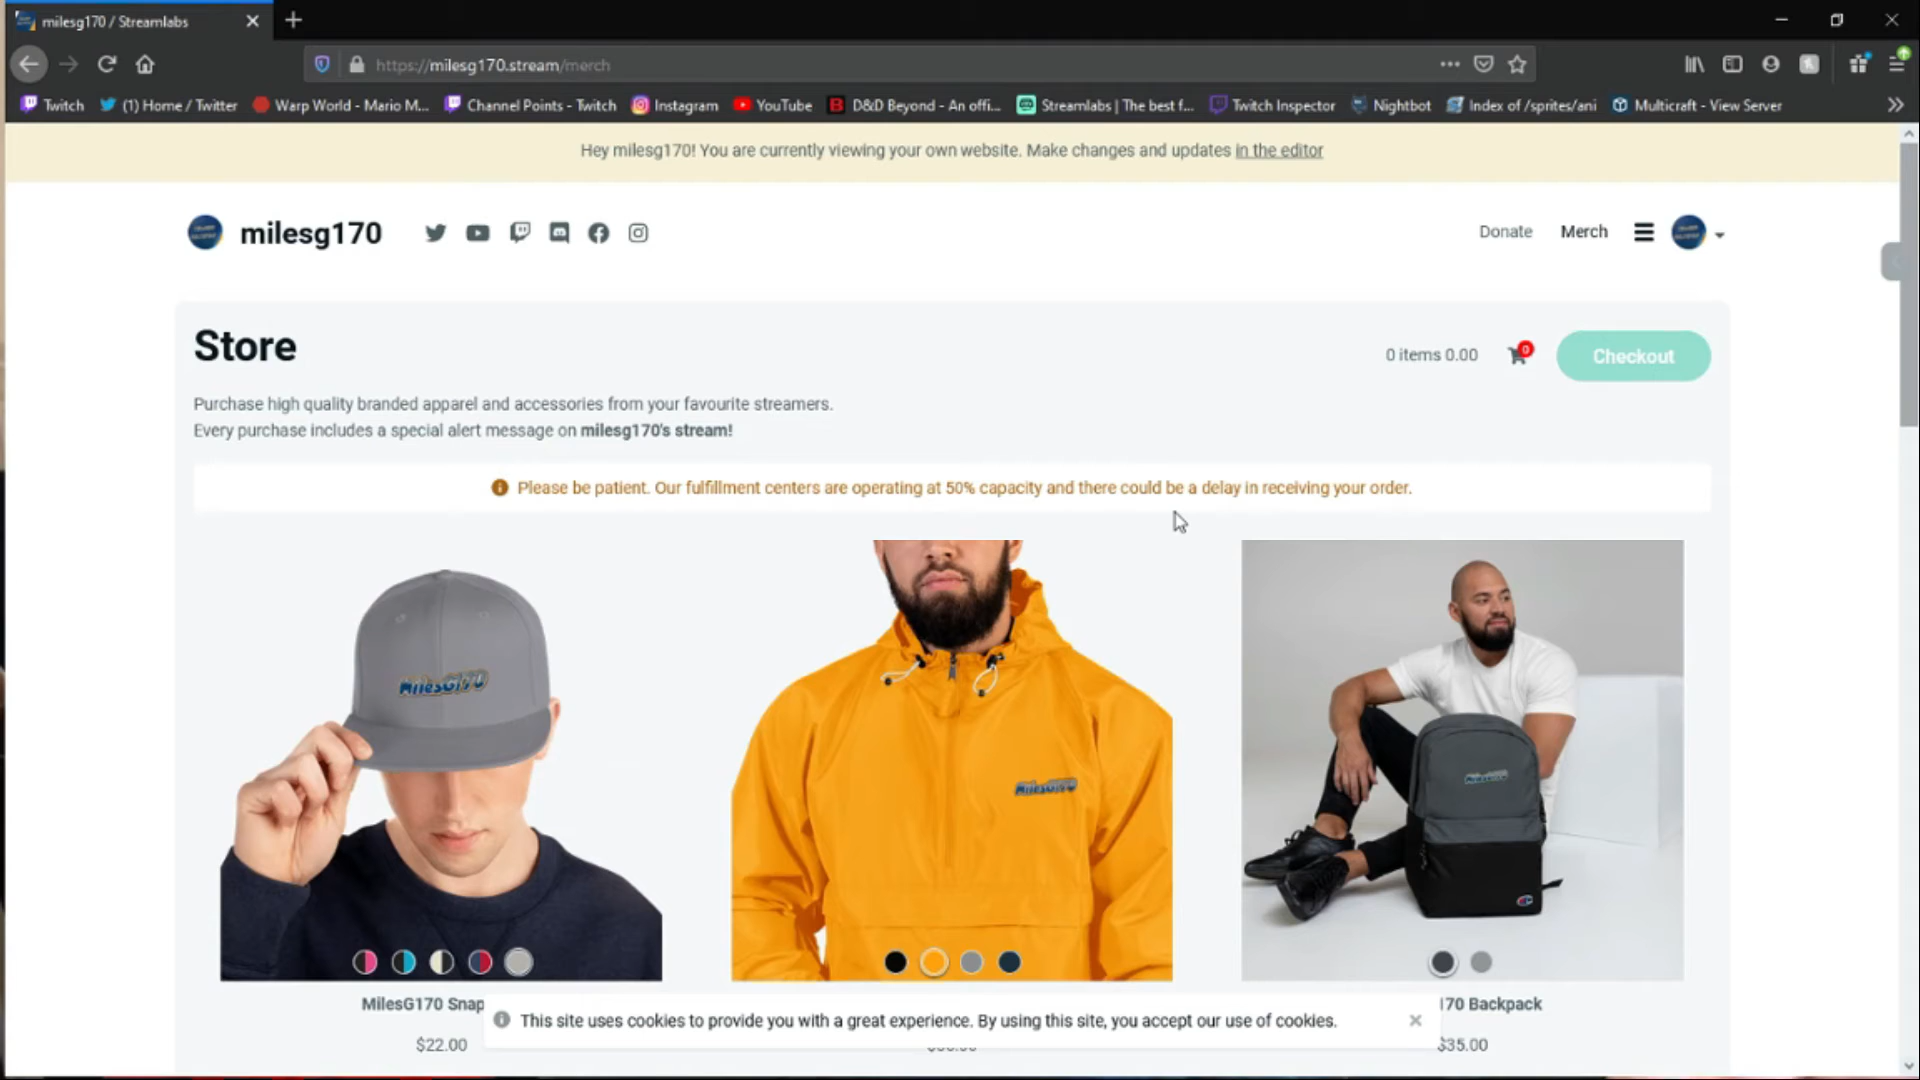 milesg170 / Streamlabs
https://milesg170.stream/merch
Twitch
(1) Home / Twitter
Warp World - Mario M...
Channel Points - Twitch
Instagram
YouTube
D&D Beyond - An offi...
Streamlabs | The best f...
Twitch Inspector
Nightbot
Index of /sprites/ani
Multicraft - View Server
Hey milesg170! You are currently viewing your own website. Make changes and updates in the editor
milesg170
Donate
Merch
Store
0 items 0.00
0
Checkout
Purchase high quality branded apparel and accessories from your favourite streamers.
Every purchase includes a special alert message on milesg170's stream!
Please be patient. Our fulfillment centers are operating at 50% capacity and there could be a delay in receiving your order.
MilesG170
MilesG170
MilesG170
MilesG170 Snap
170 Backpack
This site uses cookies to provide you with a great experience. By using this site, you accept our use of cookies.
$22.00
$35.00